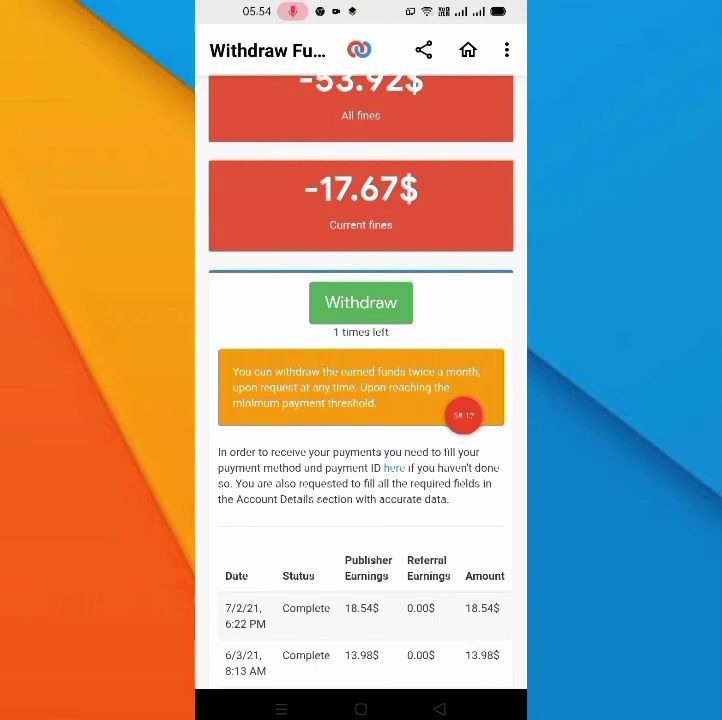 05.54
Withdraw Fu...
-53.92$
All fines
-17.67$
Current fines
Withdraw
1 times left
You can withdraw the earned funds twice a month,
upon request at any time. Upon reaching the
minimum payment threshold.
05:17
In order to receive your payments you need to fill your
payment method and payment ID here if you haven't done
so. You are also requested to fill all the required fields in
the Account Details section with accurate data.
Date Status Publisher Earnings Referral Earnings Amount
7/2/21, 6:22 PM Complete 18.54$ 0.00$ 18.54$
6/3/21, 8:13 AM Complete 13.98$ 0.00$ 13.98$